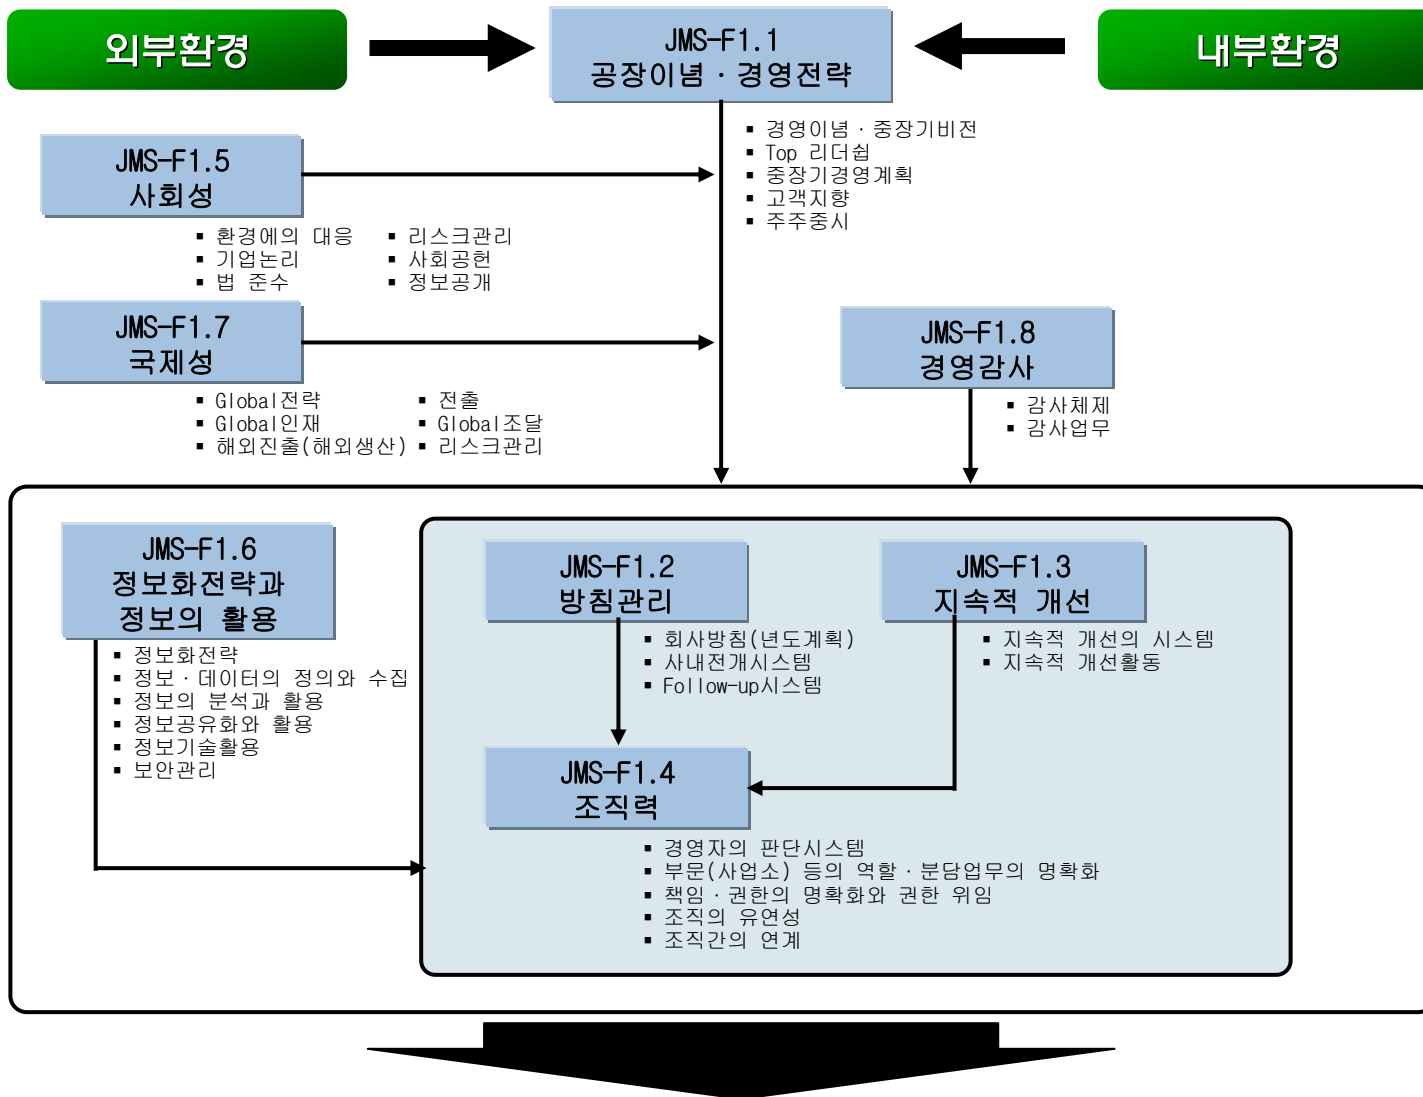 외부환경
JMS-F1.1
공장이념·경영전략
내부환경
▪ 경영이념·중장기비전
▪ Top 리더쉽
▪ 중장기경영계획
▪ 고객지향
▪ 주주중시
JMS-F1.5
사회성
▪ 환경에의 대응 ▪ 리스크관리
▪ 기업논리 ▪ 사회공헌
▪ 법 준수 ▪ 정보공개
JMS-F1.7
국제성
▪ Global전략 ▪ 전출
▪ Global인재 ▪ Global조달
▪ 해외진출(해외생산) ▪ 리스크관리
JMS-F1.8
경영감사
▪ 감사체제
▪ 감사업무
JMS-F1.6
정보화전략과
정보의 활용
▪ 정보화전략
▪ 정보·데이터의 정의와 수집
▪ 정보의 분석과 활용
▪ 정보공유화와 활용
▪ 정보기술활용
▪ 보안관리
JMS-F1.2
방침관리
▪ 회사방침(년도계획)
▪ 사내전개시스템
▪ Follow-up시스템
JMS-F1.3
지속적 개선
▪ 지속적 개선의 시스템
▪ 지속적 개선활동
JMS-F1.4
조직력
▪ 경영자의 판단시스템
▪ 부문(사업소) 등의 역할·분담업무의 명확화
▪ 책임·권한의 명확화와 권한 위임
▪ 조직의 유연성
▪ 조직간의 연계